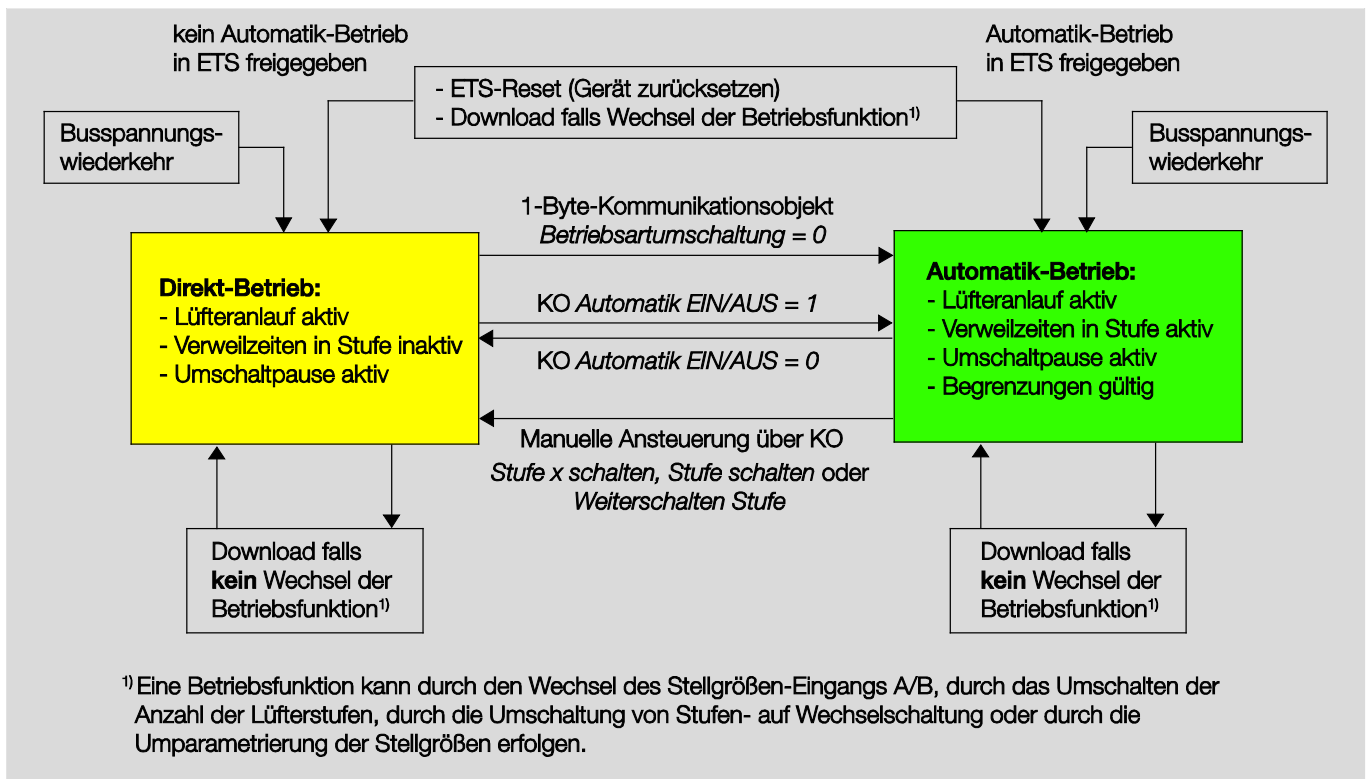 kein Automatik-Betrieb
in ETS freigegeben
Automatik-Betrieb
in ETS freigegeben
- ETS-Reset (Gerät zurücksetzen)
- Download falls Wechsel der Betriebsfunktion¹⁾
Busspannungs-
wiederkehr
Busspannungs-
wiederkehr
1-Byte-Kommunikationsobjekt
Betriebsartumschaltung = 0
Direkt-Betrieb:
- Lüfteranlauf aktiv
- Verweilzeiten in Stufe inaktiv
- Umschaltpause aktiv
KO Automatik EIN/AUS = 1
KO Automatik EIN/AUS = 0
Automatik-Betrieb:
- Lüfteranlauf aktiv
- Verweilzeiten in Stufe aktiv
- Umschaltpause aktiv
- Begrenzungen gültig
Manuelle Ansteuerung über KO
Stufe x schalten, Stufe schalten oder
Weiterschalten Stufe
Download falls
kein Wechsel der
Betriebsfunktion¹⁾
Download falls
kein Wechsel der
Betriebsfunktion¹⁾
¹⁾ Eine Betriebsfunktion kann durch den Wechsel des Stellgrößen-Eingangs A/B, durch das Umschalten der
Anzahl der Lüfterstufen, durch die Umschaltung von Stufen- auf Wechselschaltung oder durch die
Umparametrierung der Stellgrößen erfolgen.